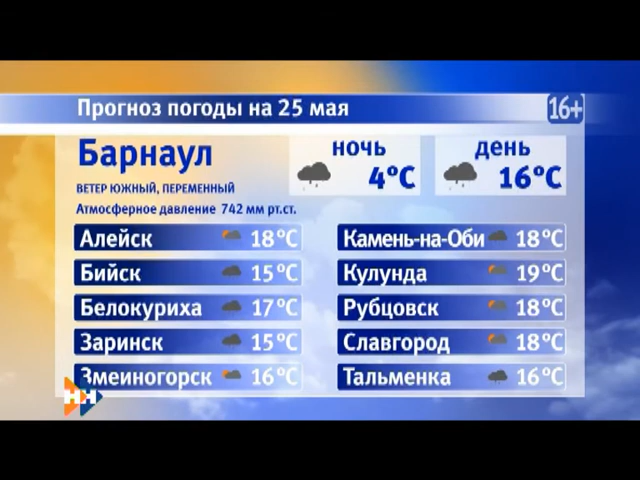 Прогноз погоды на 25 мая
16+
Барнаул
ночь
4°C
день
16°C
ВЕТЕР ЮЖНЫЙ, ПЕРЕМЕННЫЙ
Атмосферное давление 742 мм рт.ст.
Алейск 18°C
Бийск 15°C
Белокуриха 17°C
Заринск 15°C
Змеиногорск 16°C
Камень-на-Оби 18°C
Кулунда 19°C
Рубцовск 18°C
Славгород 18°C
Тальменка 16°C
НН